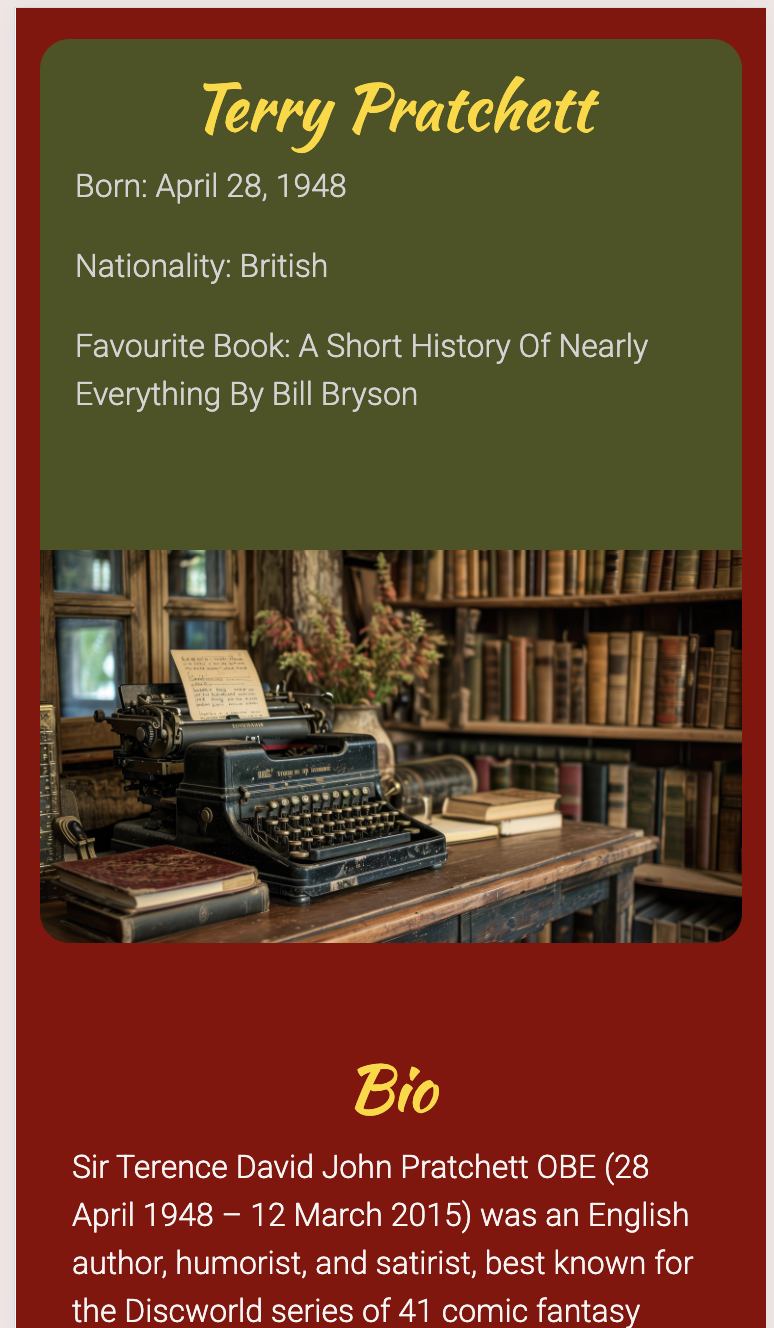 Terry Pratchett
Born: April 28, 1948
Nationality: British
Favourite Book: A Short History Of Nearly
Everything By Bill Bryson
Bio
Sir Terence David John Pratchett OBE (28
April 1948 – 12 March 2015) was an English
author, humorist, and satirist, best known for
the Discworld series of 41 comic fantasy